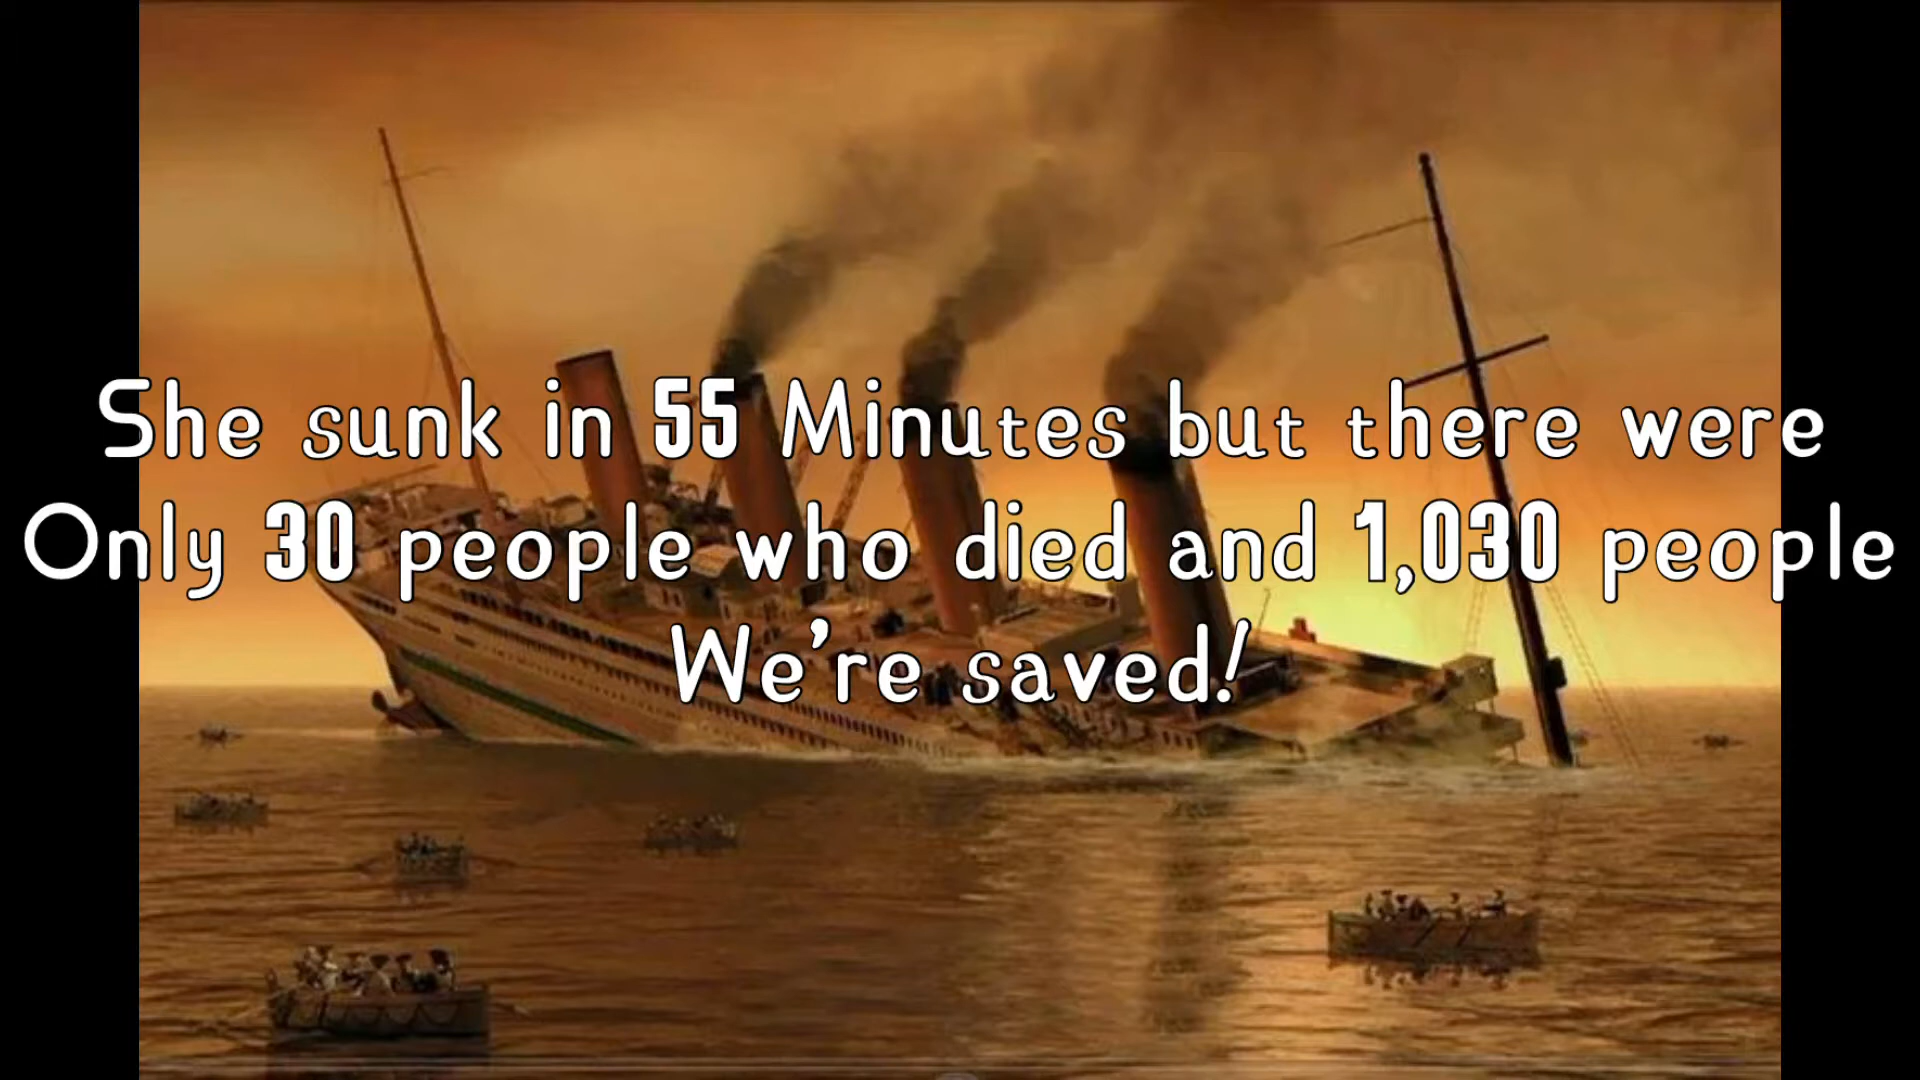 She sunk in 55 Minutes but there were
Only 30 people who died and 1,030 people
We're saved!